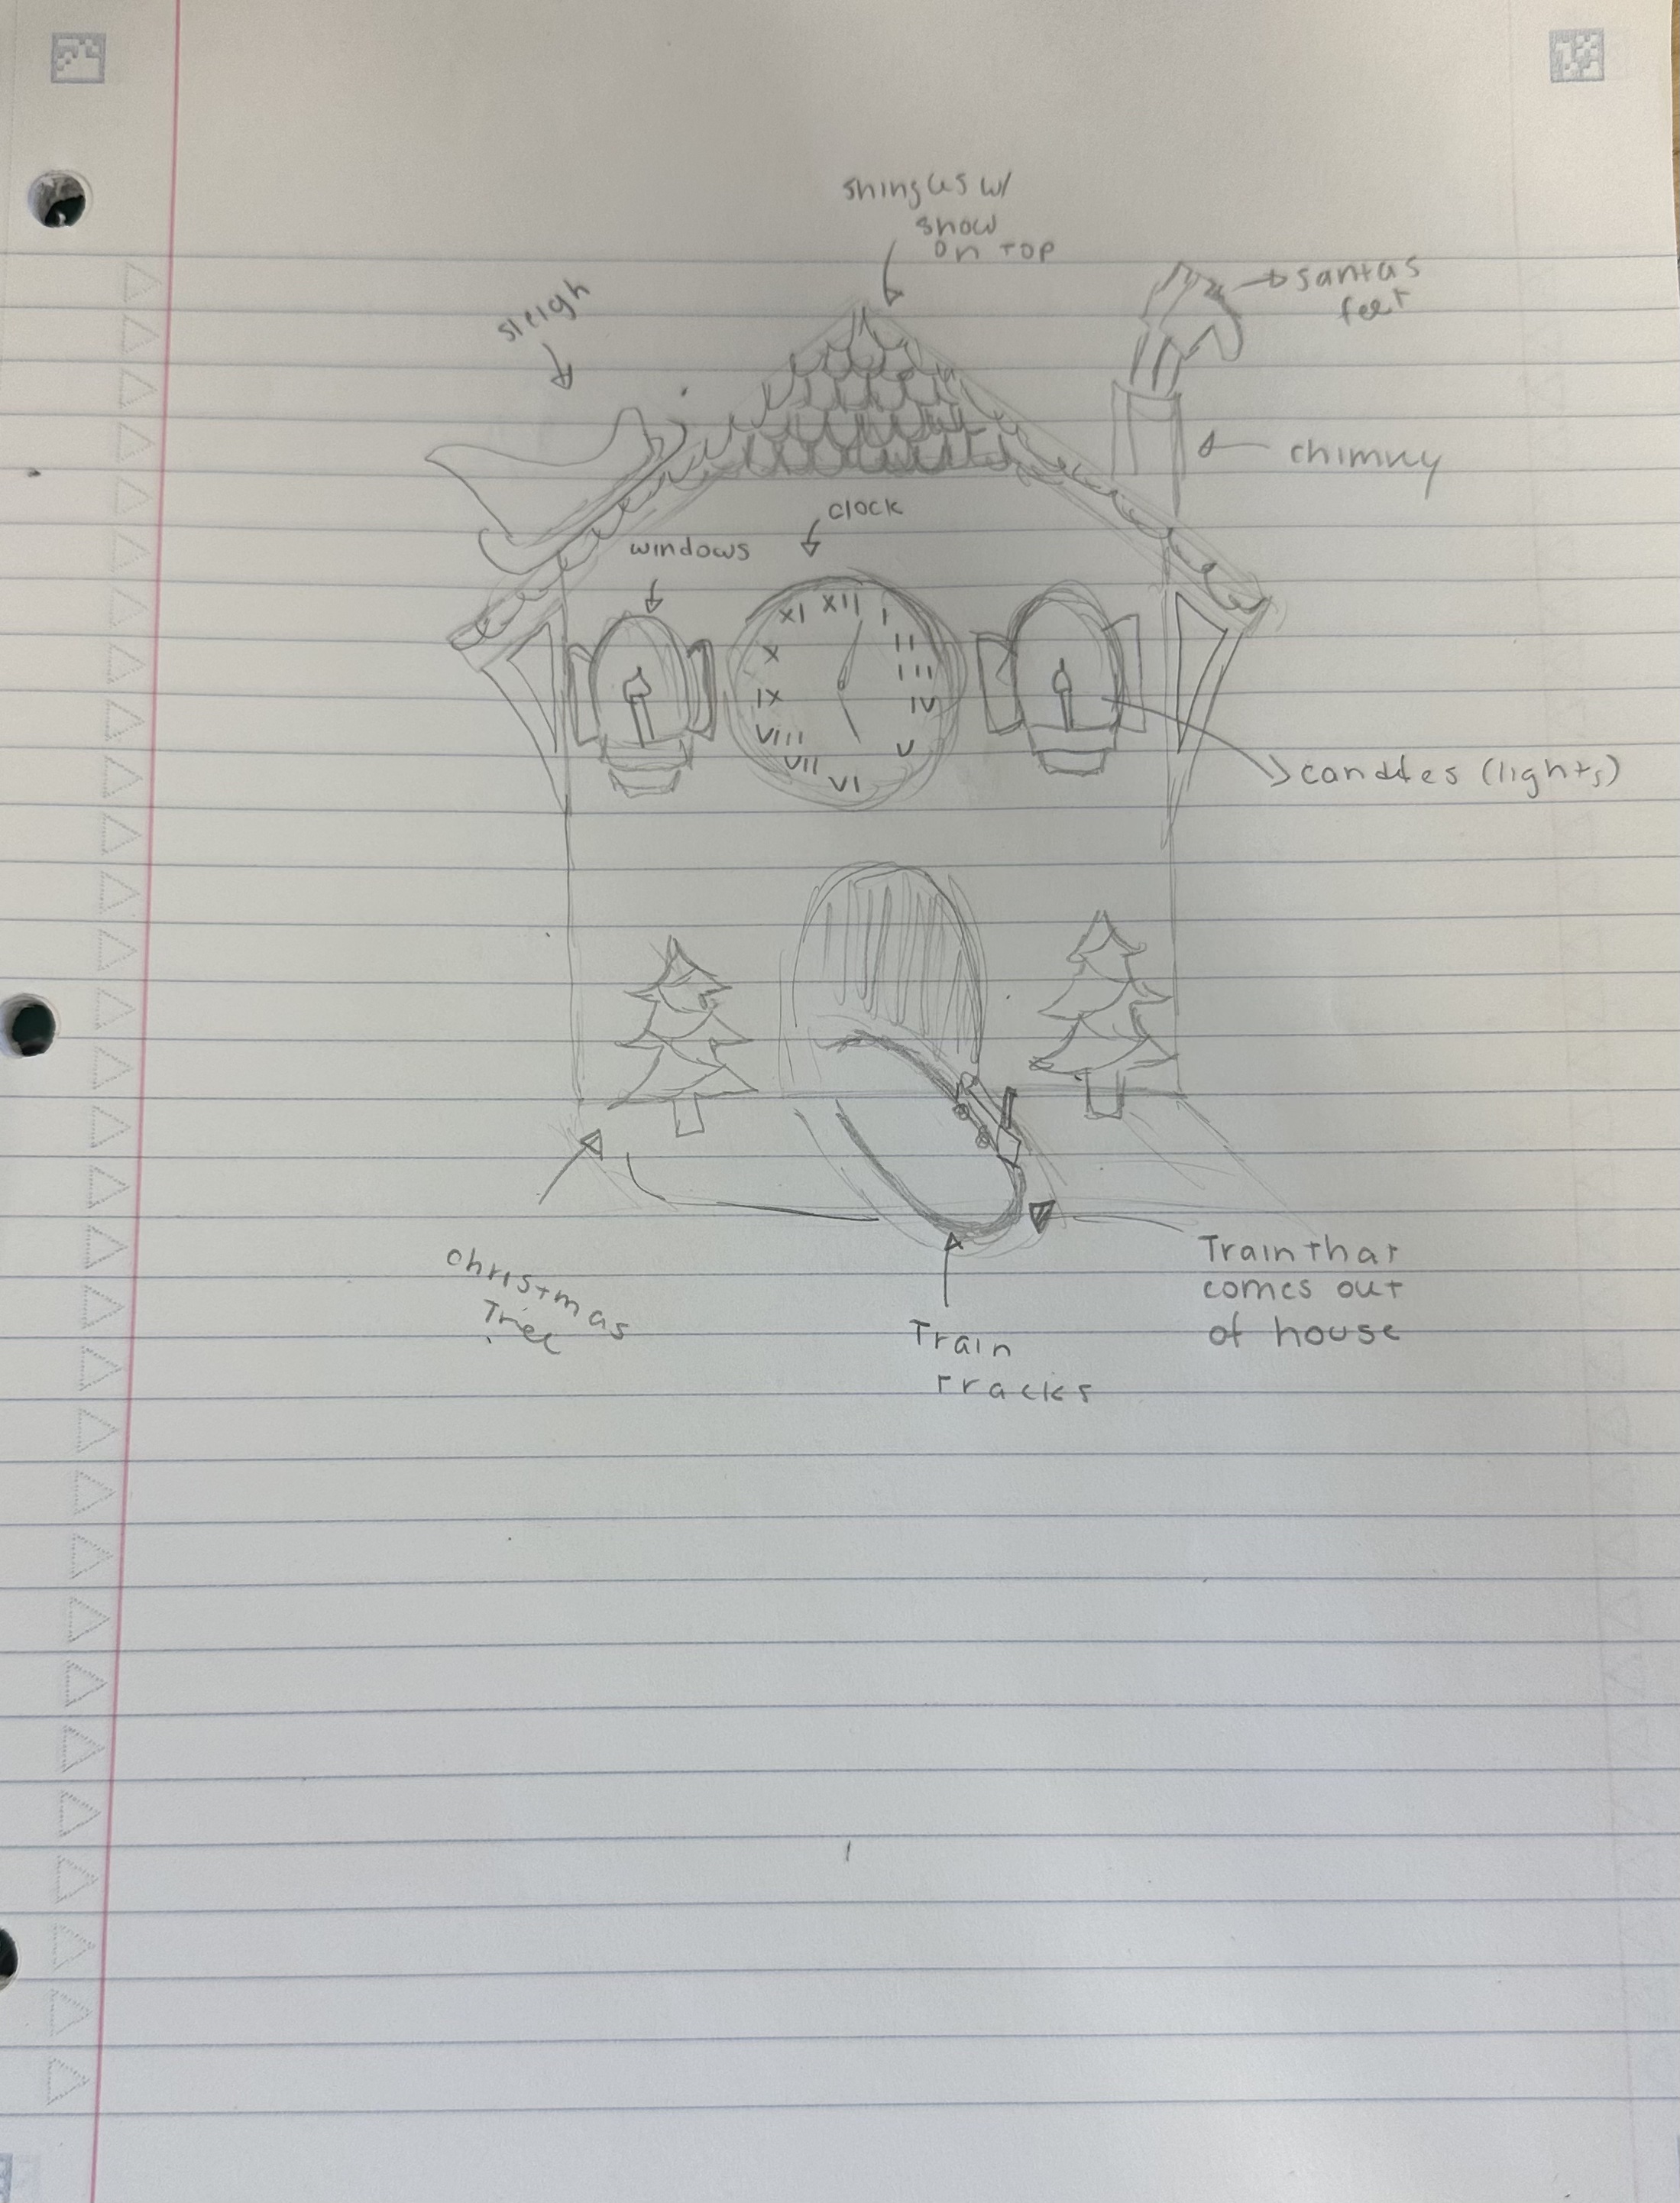 shingles w/
snow
on top
sleigh
santas
feet
chimny
clock
windows
XII
I
II
III
IV
V
VI
VII
VIII
IX
X
XI
candles (lights)
Christmas
Tree
Train
Tracks
Train that
comes out
of house